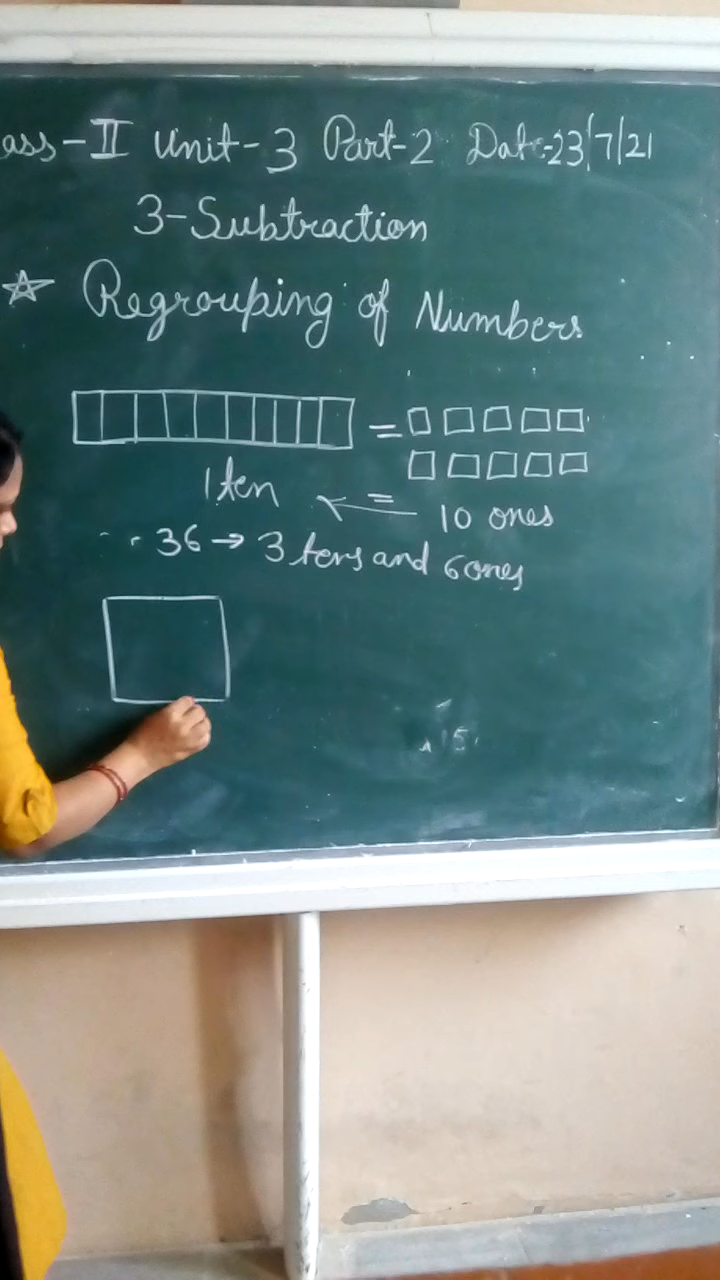 ass-II Unit-3 Part-2 Date-23/7/21
3-Subtraction
☆ Regrouping of Numbers
=
1 ten = 10 ones
36 → 3 tens and 6 ones
15